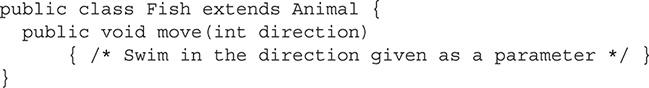 public class Fish extends Animal {
  public void move(int direction)
      { /* Swim in the direction given as a parameter */ }
}